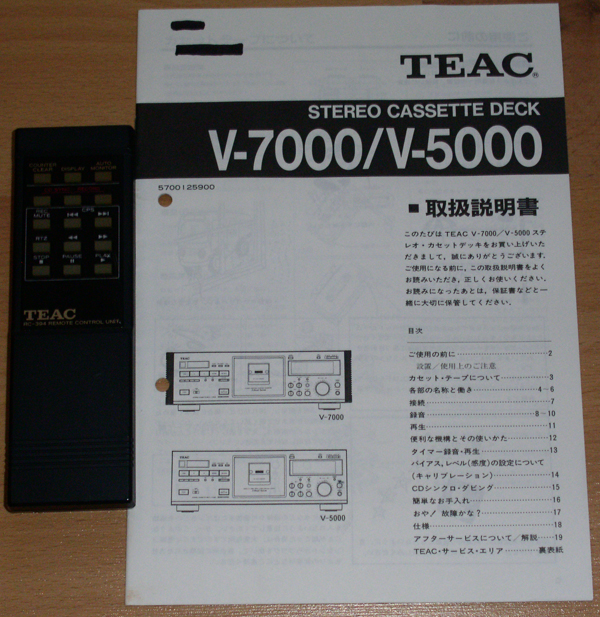 TEAC®
STEREO CASSETTE DECK
V-7000/V-5000
5700125900
■取扱説明書
このたびは TEAC V-7000/V-5000 ステ
レオ・カセットデッキをお買い上げいた
だきまして,誠にありがとうございます.
ご使用になる前に,この取扱説明書をよく
お読みいただき,正しくお使いください.
お読みになったあとは,保証書などと一
緒に大切に保管してください.
目次
ご使用の前に……………2
設置/使用上のご注意
カセット・テープについて……………3
各部の名称と働き……………4~6
接続……………7
録音……………8~10
再生……………11
便利な機構とその使いかた……………12
タイマー録音・再生……………13
バイアス,レベル(感度)の設定について
(キャリブレーション)……………14
CDシンクロ・ダビング……………15
簡単なお手入れ……………16
おや! 故障かな?……………17
仕様……………18
アフターサービスについて/解説……………19
TEAC・サービス・エリア……………裏表紙
TEAC
V-7000
TEAC
V-5000
COUNTER CLEAR DISPLAY AUTO MONITOR
REC MUTE CPS
RTZ
STOP PAUSE PLAY
TEAC
RC-384 REMOTE CONTROL UNIT